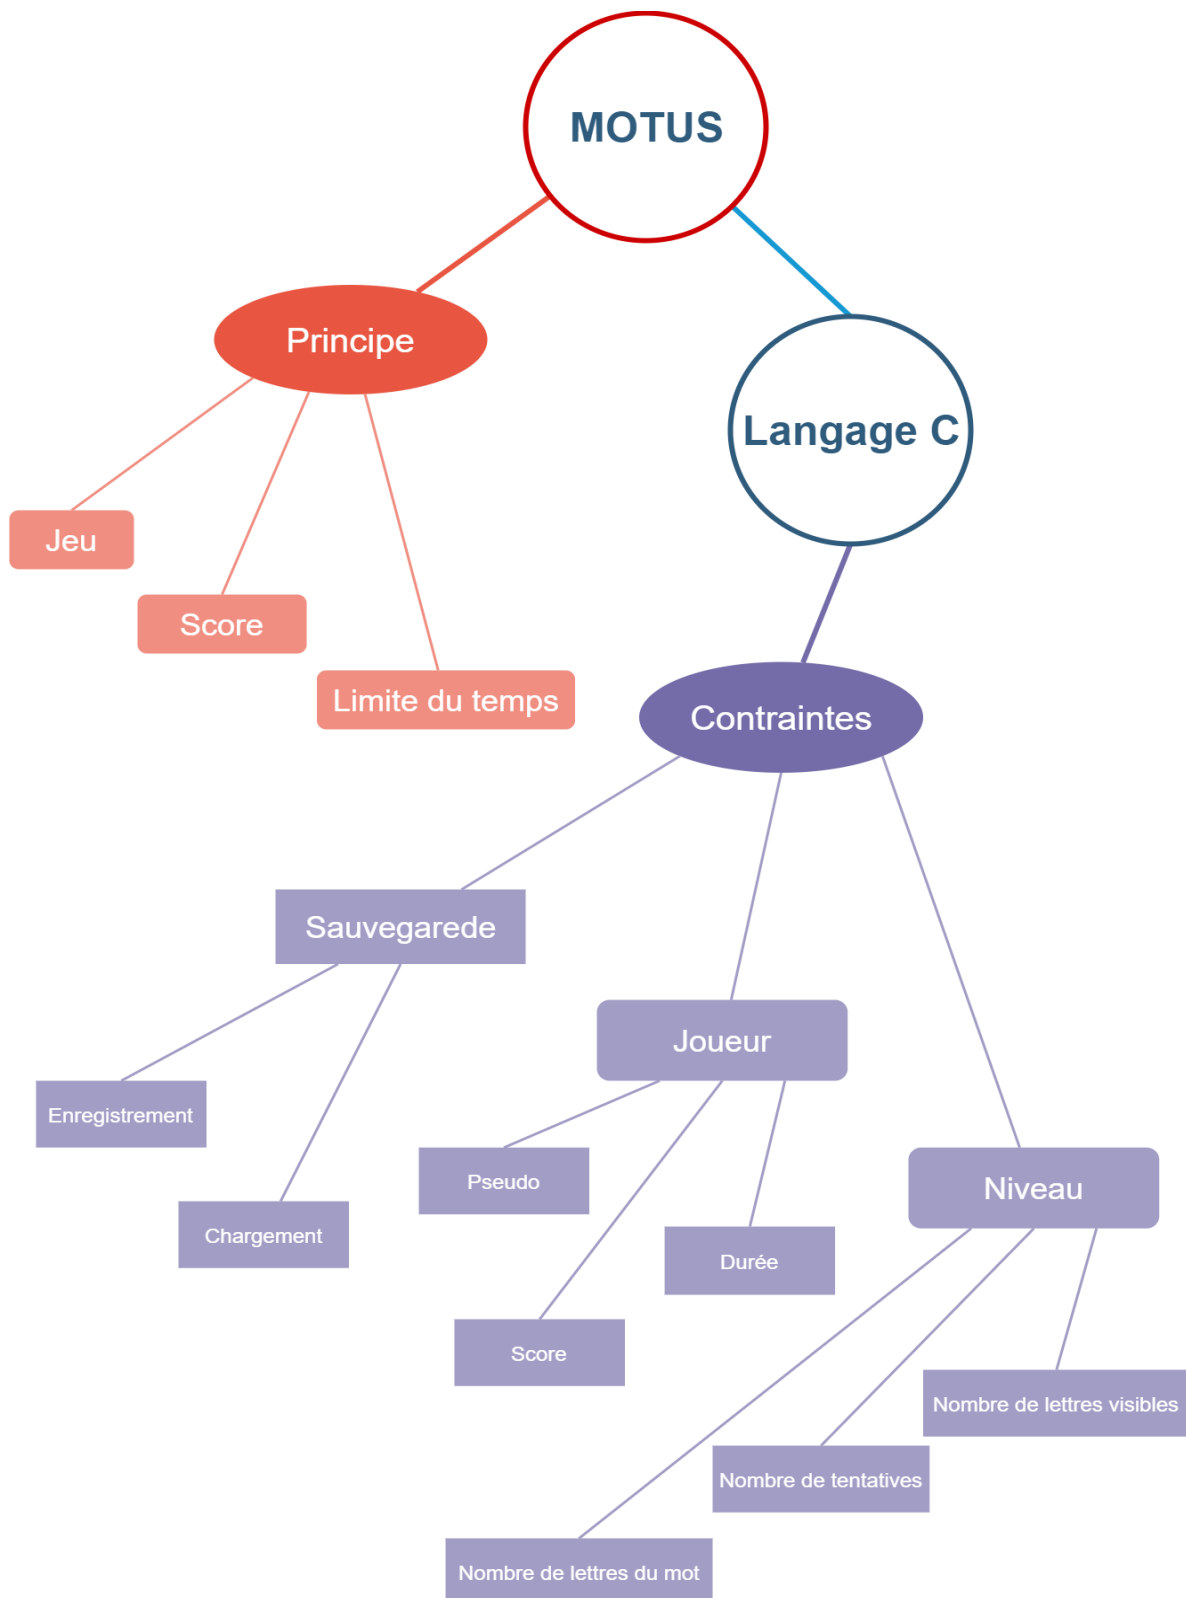 MOTUS
Principe
Langage C
Jeu
Score
Limite du temps
Contraintes
Sauvegarede
Joueur
Enregistrement
Pseudo
Niveau
Chargement
Durée
Score
Nombre de lettres visibles
Nombre de tentatives
Nombre de lettres du mot